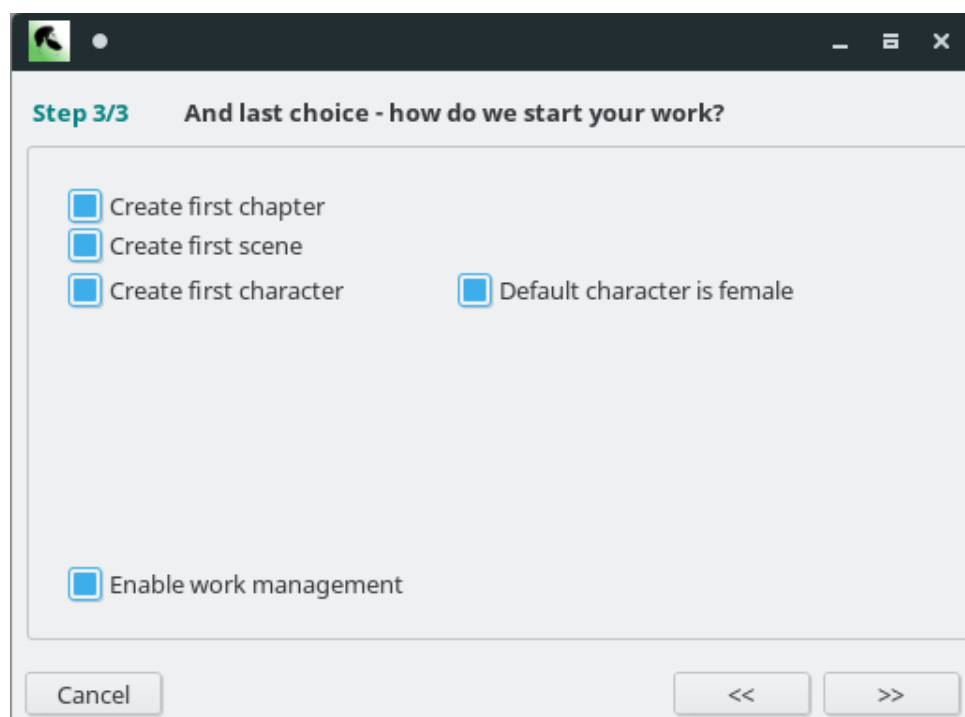 Step 3/3 And last choice - how do we start your work?
Create first chapter
Create first scene
Create first character Default character is female
Enable work management
Cancel << >>